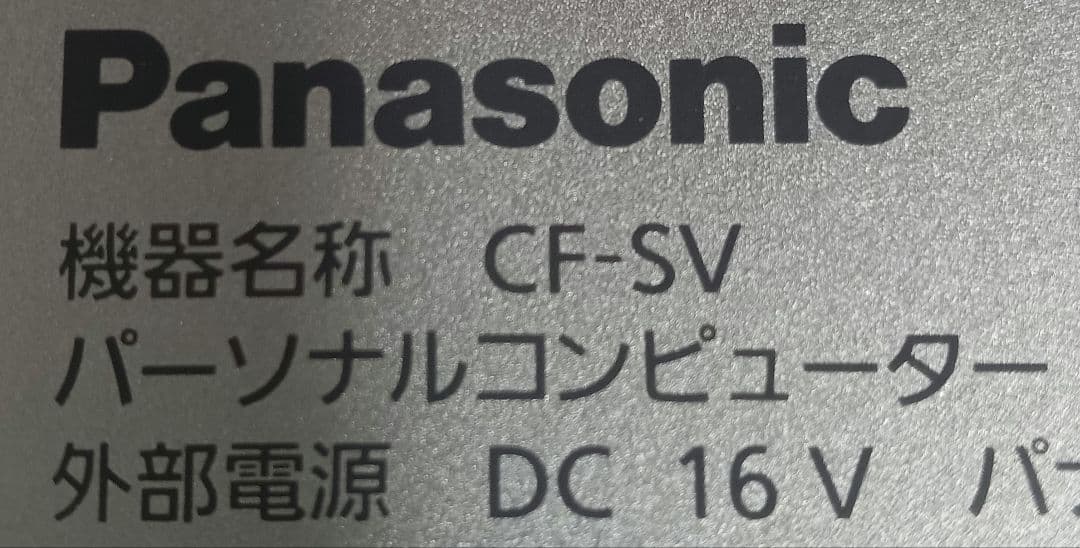 Panasonic
機器名称 CF-SV
パーソナルコンピューター
外部電源 DC 16 V